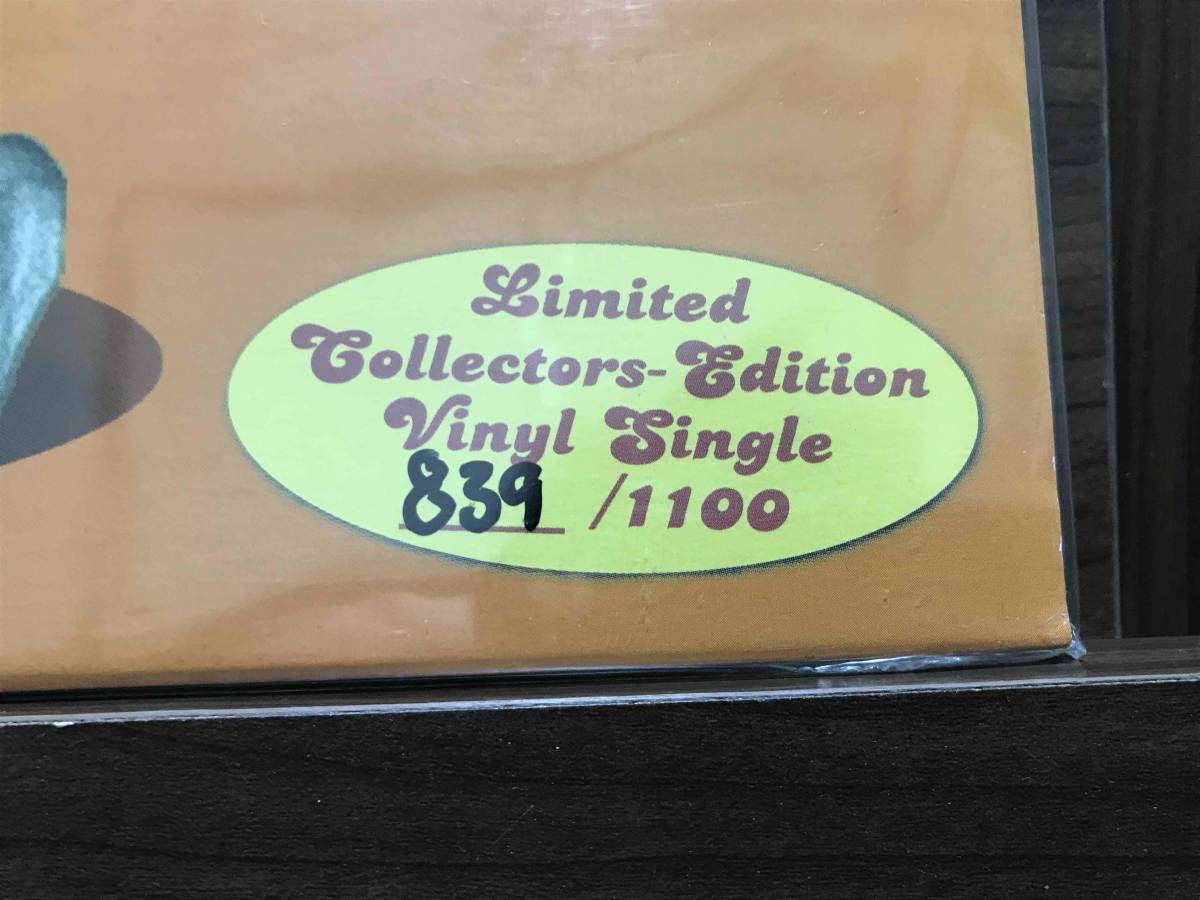 Limited
Collectors-Edition
Vinyl Single
839 /1100